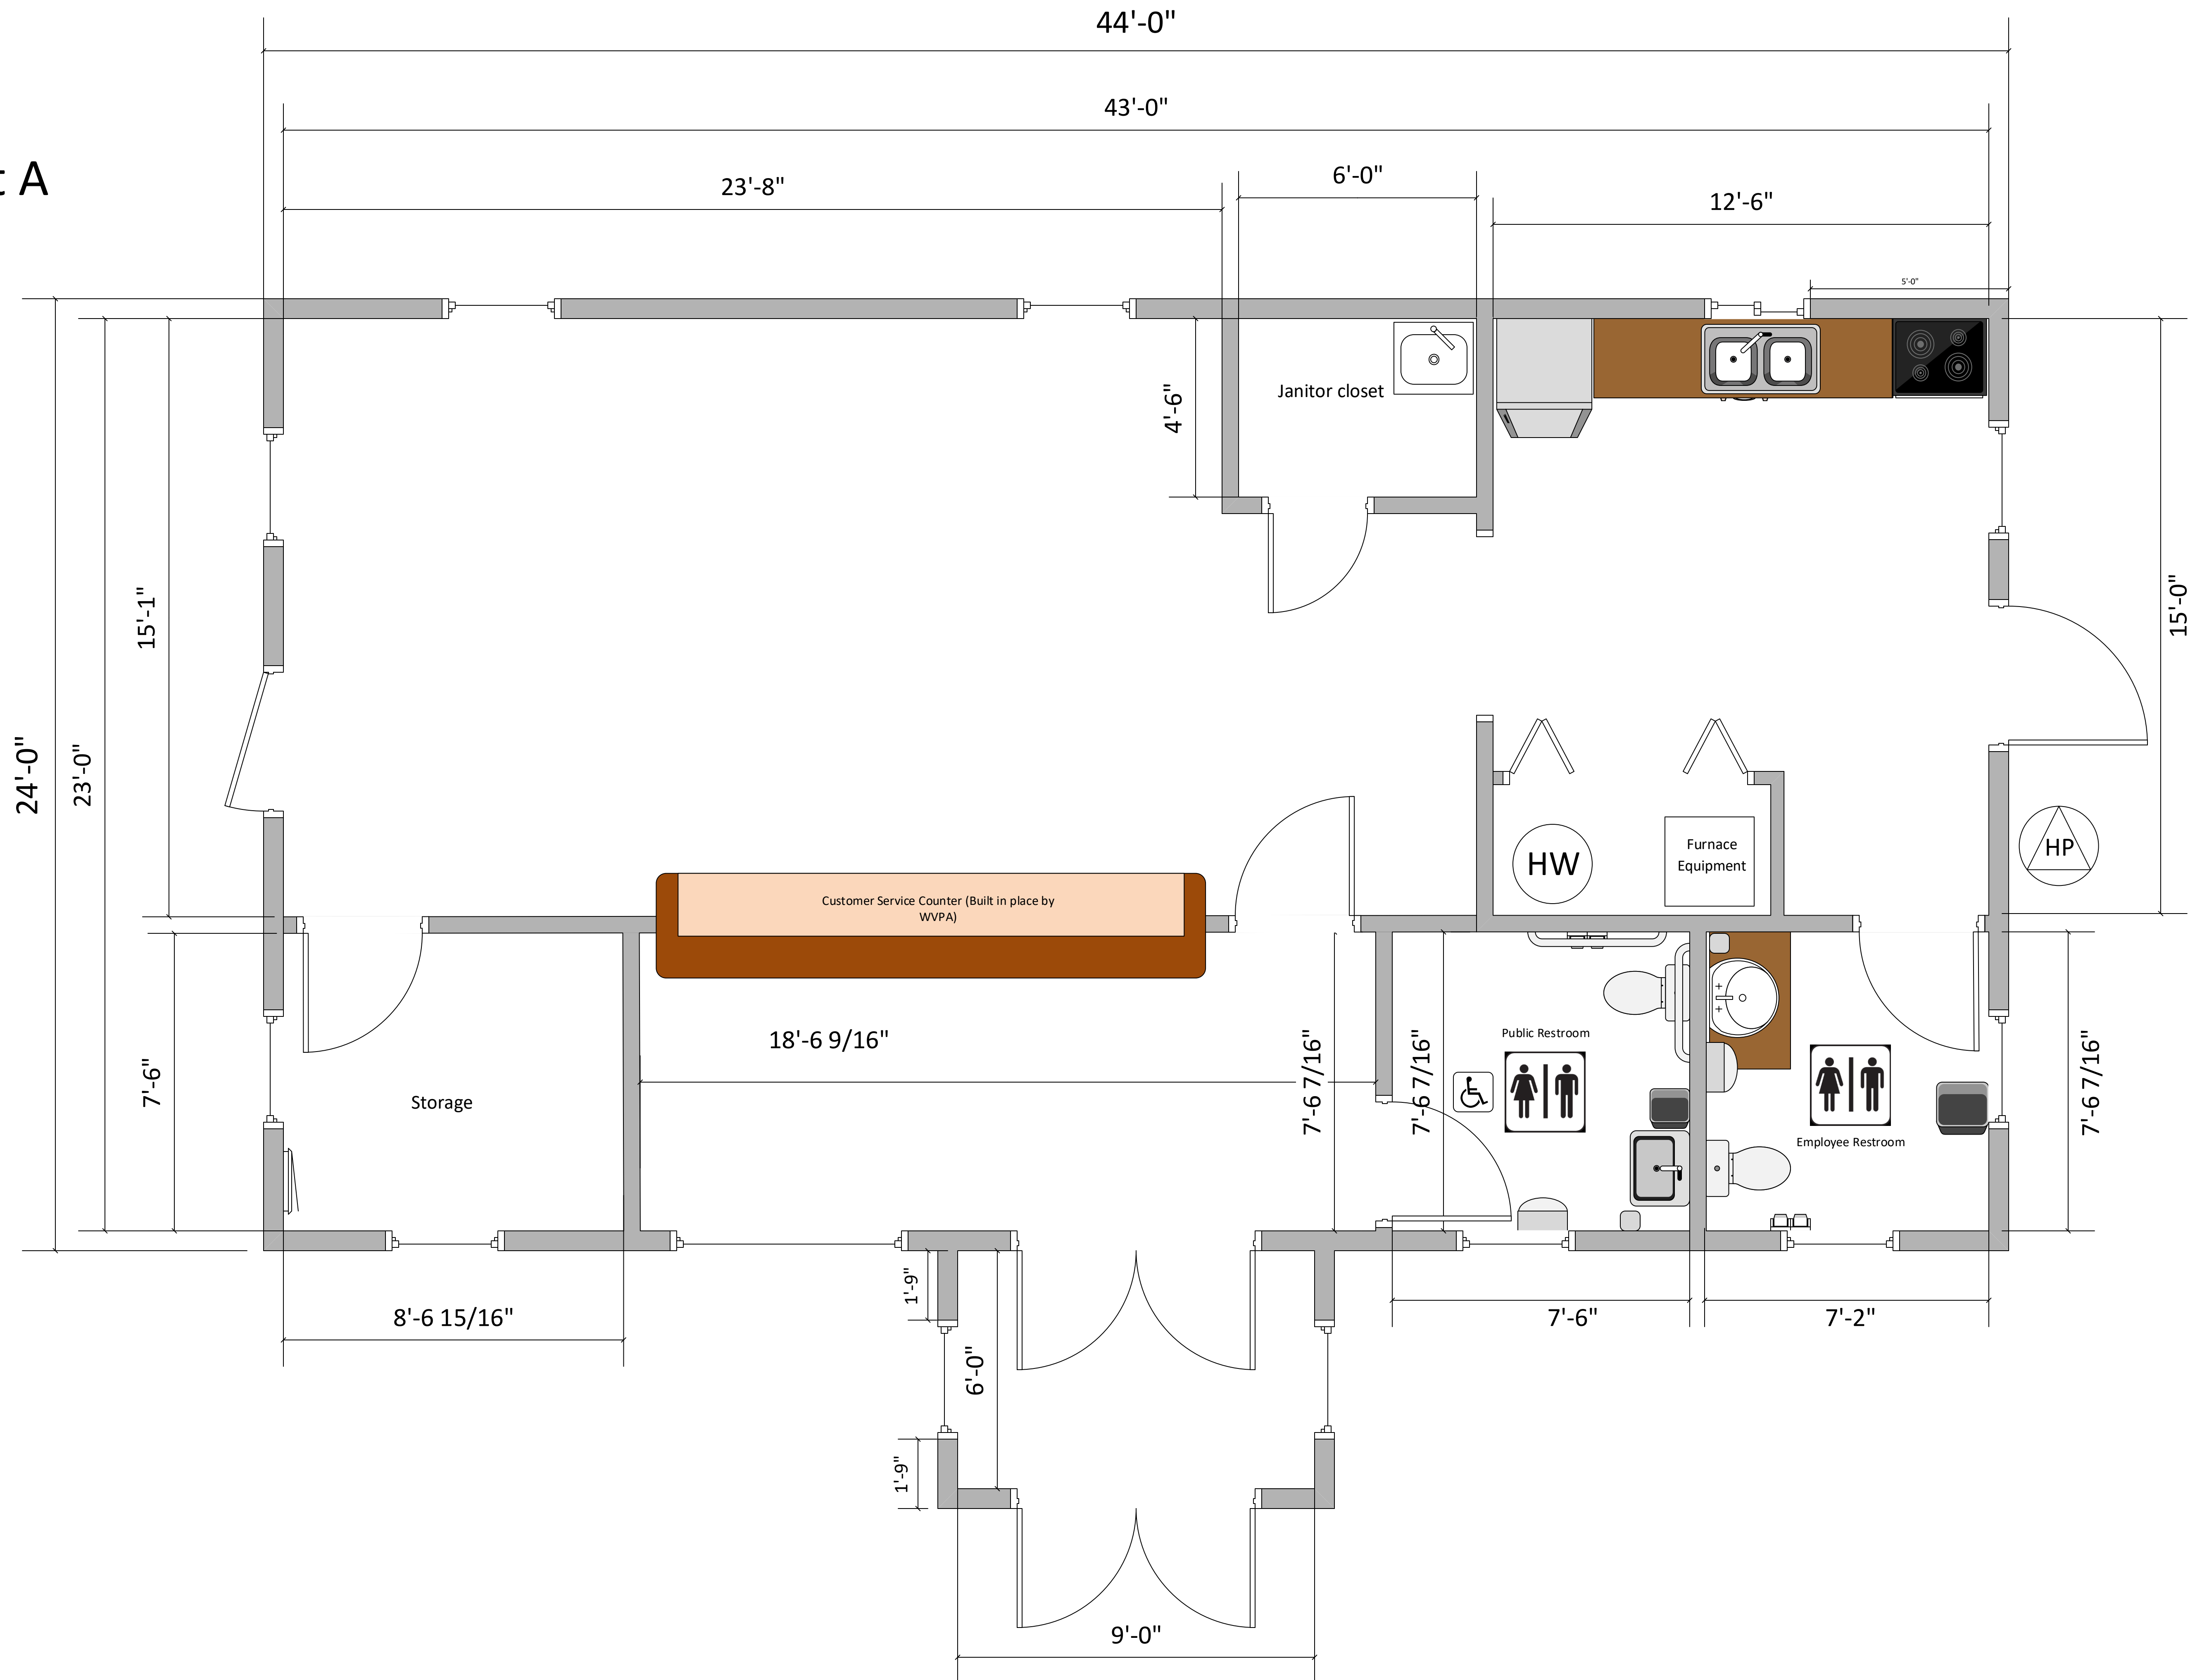 44'-0"
43'-0"
t A
23'-8"
6'-0"
12'-6"
5'-0"
Janitor closet
4'-6"
15'-1"
15'-0"
24'-0"
23'-0"
HW
Furnace
Equipment
HP
Customer Service Counter (Built in place by
WVPA)
18'-6 9/16"
7'-6"
Storage
7'-6 7/16"
7'-6 7/16"
Public Restroom
Employee Restroom
7'-6 7/16"
8'-6 15/16"
1'-9"
6'-0"
1'-9"
7'-6"
7'-2"
9'-0"